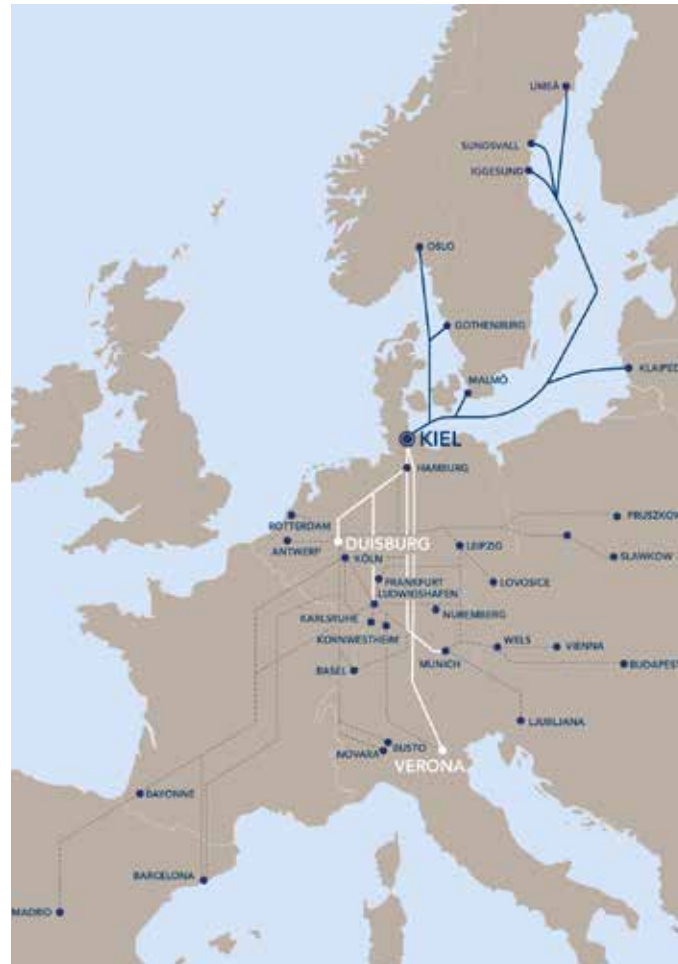 UMEÅ
SUNDSVALL
IGGESUND
OSLO
GOTHENBURG
MALMÖ
KLAIPED
KIEL
HAMBURG
ROTTERDAM
ANTWERP
DUISBURG
KÖLN
LEIPZIG
PRUSZKOW
SLAWKOW
LOVOSICE
FRANKFURT
LUDWIGSHAFEN
KARLSRUHE
NUREMBERG
KORNWESTHEIM
BASEL
MUNICH
WELS
VIENNA
BUDAPEST
LJUBLJANA
NOVARA
BUSTO
VERONA
BAYONNE
BARCELONA
MADRID